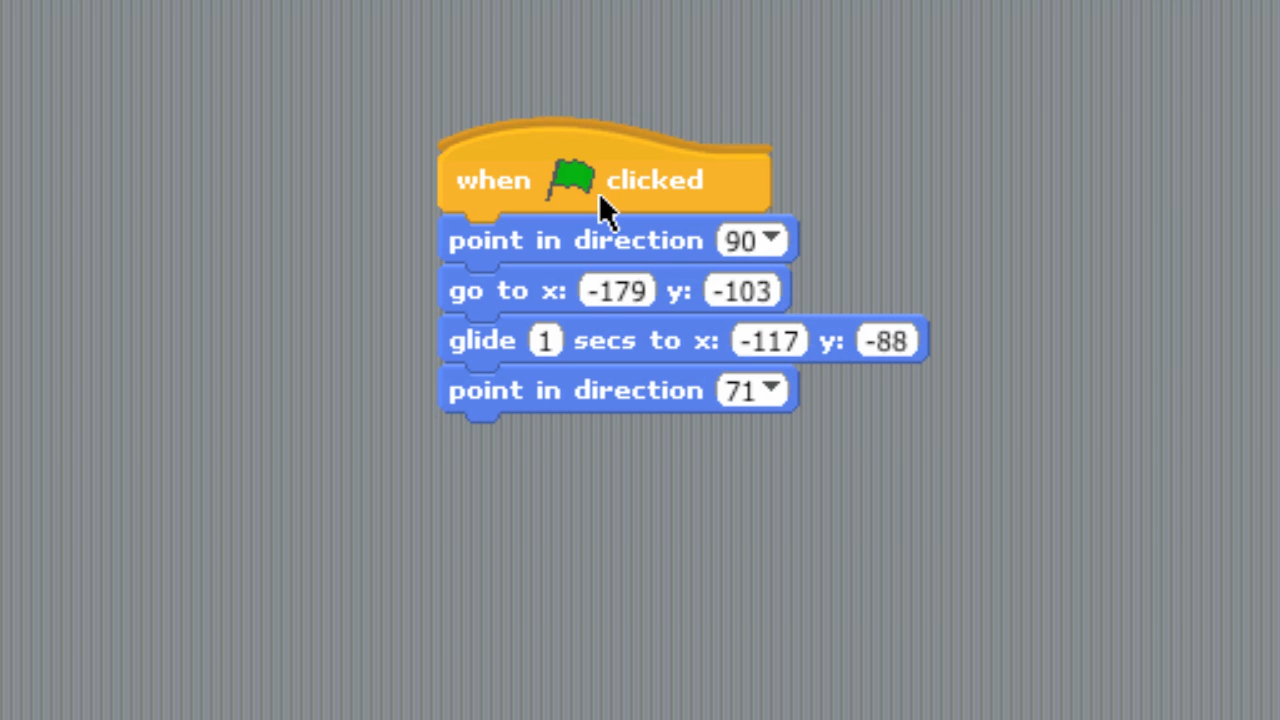 when clicked
point in direction 90
go to x: -179 y: -103
glide 1 secs to x: -117 y: -88
point in direction 71